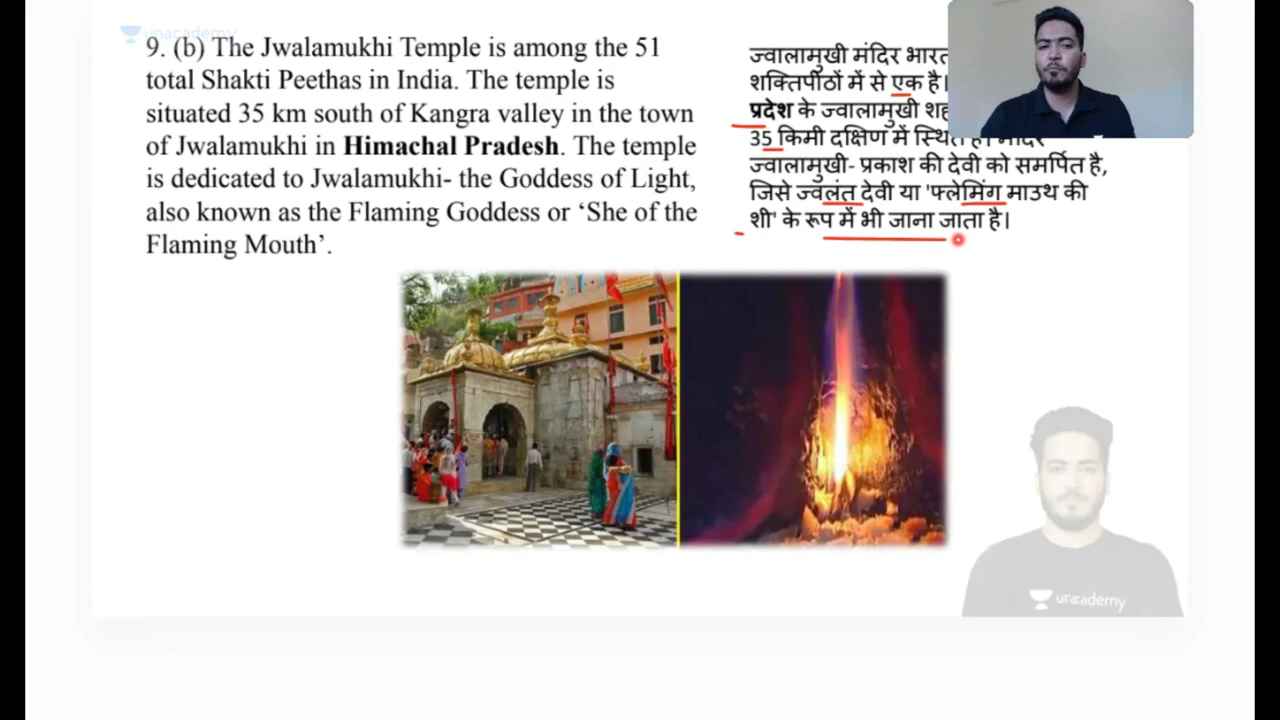 unacademy
9. (b) The Jwalamukhi Temple is among the 51
total Shakti Peethas in India. The temple is
situated 35 km south of Kangra valley in the town
of Jwalamukhi in Himachal Pradesh. The temple
is dedicated to Jwalamukhi- the Goddess of Light,
also known as the Flaming Goddess or ‘She of the
Flaming Mouth’.
ज्वालामुखी मंदिर भारत
शक्तिपीठों में से एक है।
प्रदेश के ज्वालामुखी
35 किमी दक्षिण में स्थित है। मंदिर
ज्वालामुखी- प्रकाश की देवी को समर्पित है,
जिसे ज्वलंत देवी या 'फ्लेमिंग माउथ की
शी' के रूप में भी जाना जाता है।
unacademy